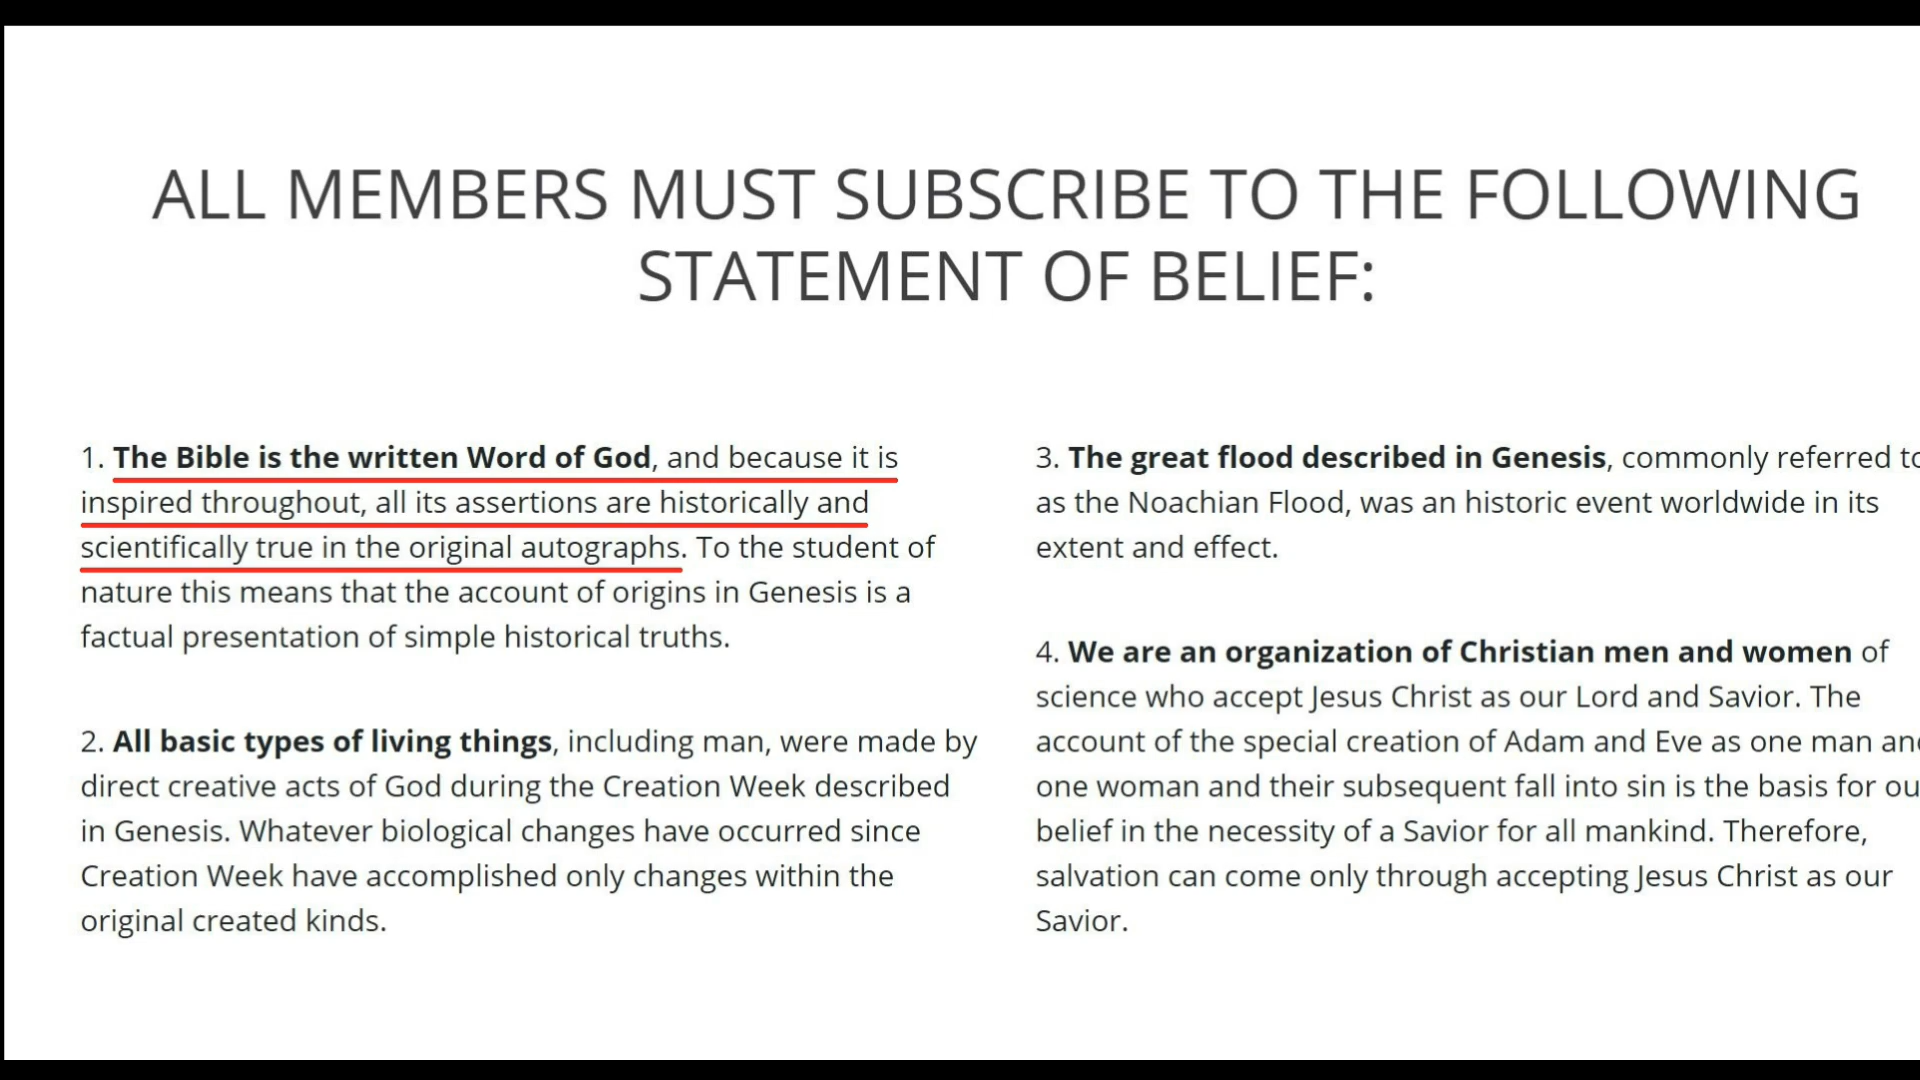 ALL MEMBERS MUST SUBSCRIBE TO THE FOLLOWING
STATEMENT OF BELIEF:
1. The Bible is the written Word of God, and because it is
inspired throughout, all its assertions are historically and
scientifically true in the original autographs. To the student of
nature this means that the account of origins in Genesis is a
factual presentation of simple historical truths.
2. All basic types of living things, including man, were made by
direct creative acts of God during the Creation Week described
in Genesis. Whatever biological changes have occurred since
Creation Week have accomplished only changes within the
original created kinds.
3. The great flood described in Genesis, commonly referred to
as the Noachian Flood, was an historic event worldwide in its
extent and effect.
4. We are an organization of Christian men and women of
science who accept Jesus Christ as our Lord and Savior. The
account of the special creation of Adam and Eve as one man and
one woman and their subsequent fall into sin is the basis for ou
belief in the necessity of a Savior for all mankind. Therefore,
salvation can come only through accepting Jesus Christ as our
Savior.